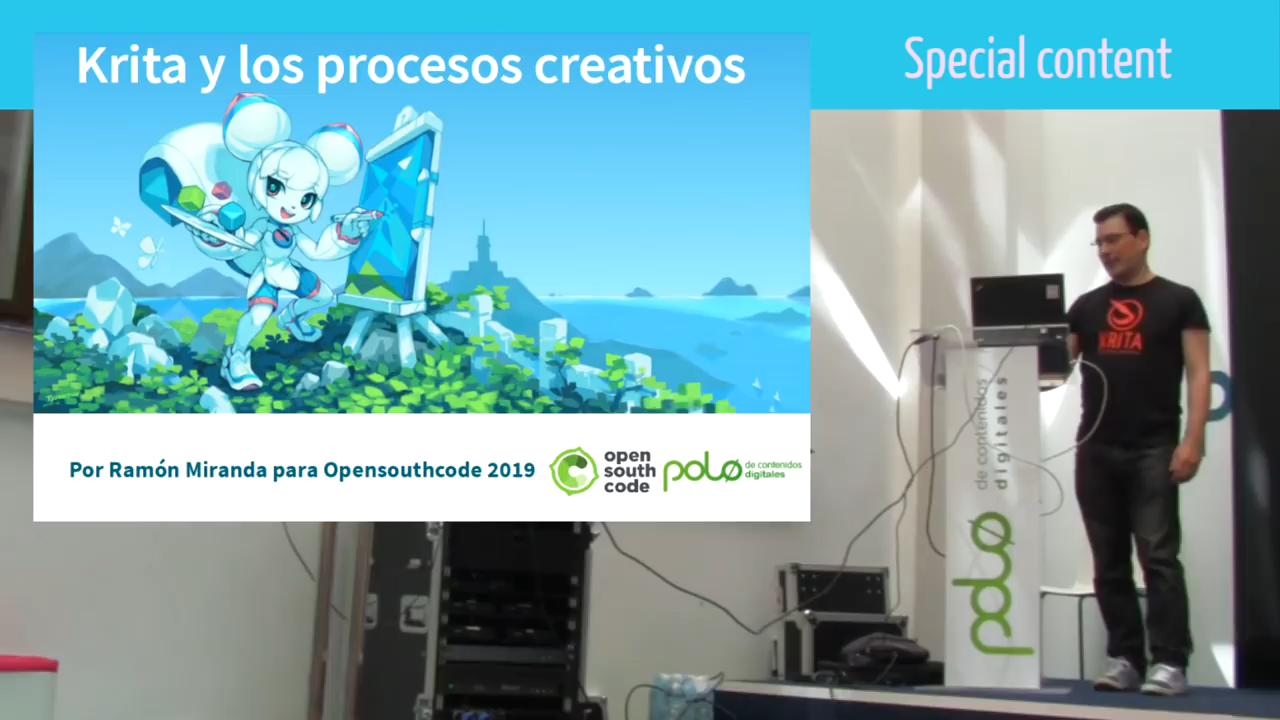 Krita y los procesos creativos
Special content
Por Ramón Miranda para Opensouthcode 2019
open
south
code
polo
de contenidos
digitales
KRITA
polo
de contenidos
digitales